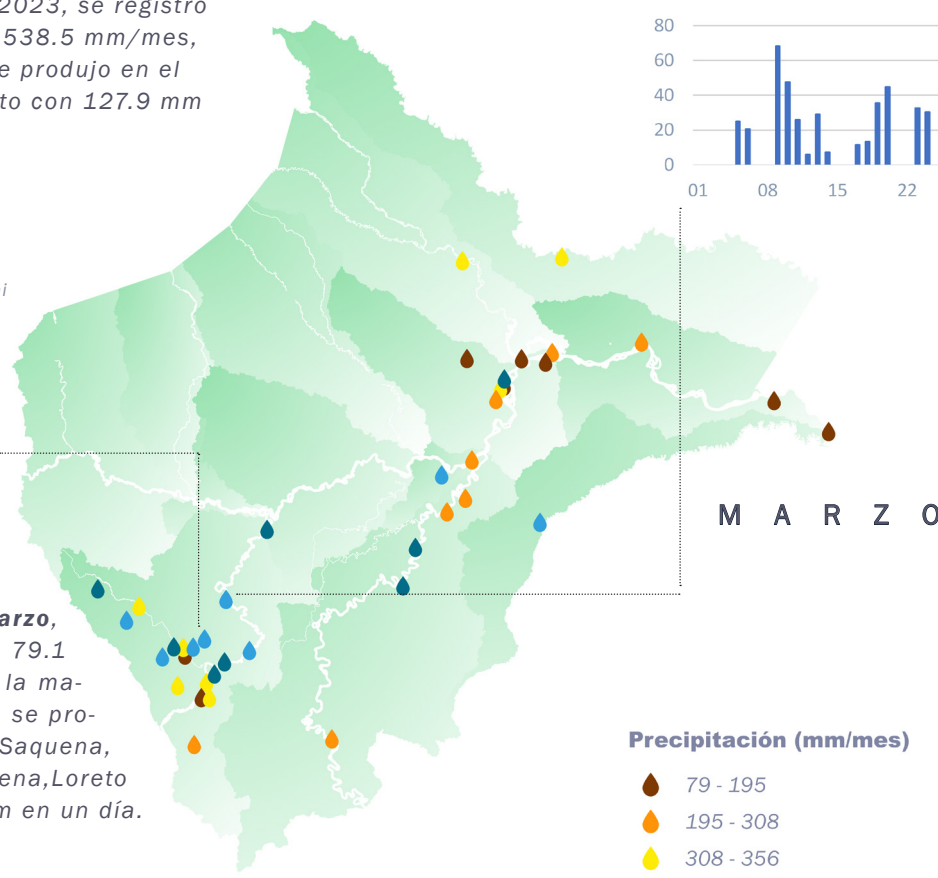 2023, se registró
538.5 mm/mes,
e produjo en el
to con 127.9 mm
80
60
40
20
0
01 08 15 22
MARZO
arzo,
79.1
la ma-
se pro-
Saquena,
ena,Loreto
m en un día.
Precipitación (mm/mes)
79 - 195
195 - 308
308 - 356